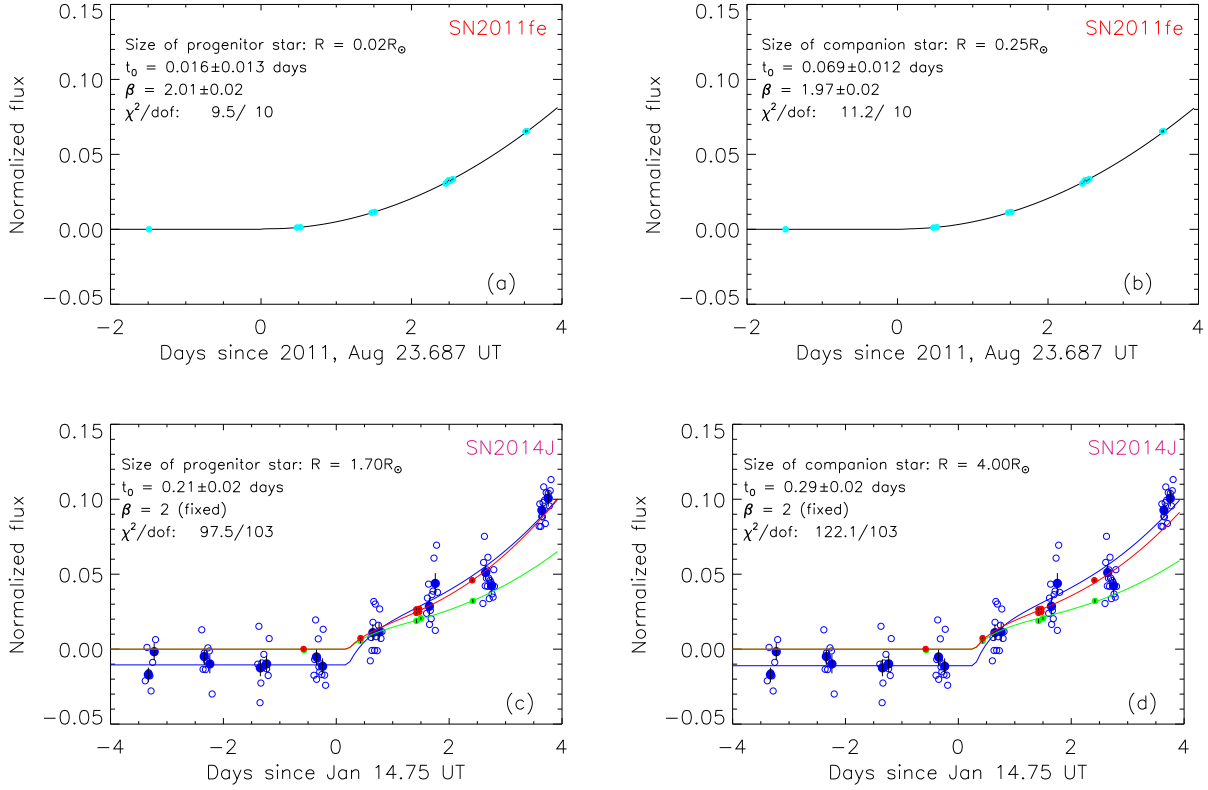 SN2011fe
Size of progenitor star: R = 0.02R☉
t₀ = 0.016±0.013 days
β = 2.01±0.02
χ²/dof: 9.5/ 10
Normalized flux
0.15
0.10
0.05
0.00
−0.05
(a)
−2 0 2 4
Days since 2011, Aug 23.687 UT
SN2011fe
Size of companion star: R = 0.25R☉
t₀ = 0.069±0.012 days
β = 1.97±0.02
χ²/dof: 11.2/ 10
Normalized flux
0.15
0.10
0.05
0.00
−0.05
(b)
−2 0 2 4
Days since 2011, Aug 23.687 UT
SN2014J
Size of progenitor star: R = 1.70R☉
t₀ = 0.21±0.02 days
β = 2 (fixed)
χ²/dof: 97.5/103
Normalized flux
0.15
0.10
0.05
0.00
−0.05
(c)
−4 −2 0 2 4
Days since Jan 14.75 UT
SN2014J
Size of companion star: R = 4.00R☉
t₀ = 0.29±0.02 days
β = 2 (fixed)
χ²/dof: 122.1/103
Normalized flux
0.15
0.10
0.05
0.00
−0.05
(d)
−4 −2 0 2 4
Days since Jan 14.75 UT